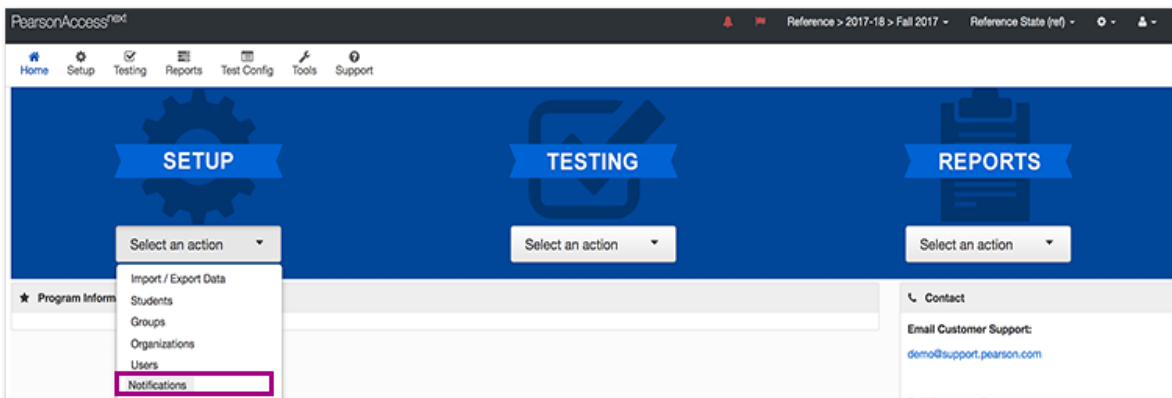 PearsonAccessnext Reference > 2017-18 > Fall 2017 Reference State (ref)
Home Setup Testing Reports Test Config Tools Support
SETUP TESTING REPORTS
Select an action Select an action Select an action
Import / Export Data
Program Inform Students Contact
Groups
Email Customer Support:
Organizations
demo@support.pearson.com
Users
Notifications